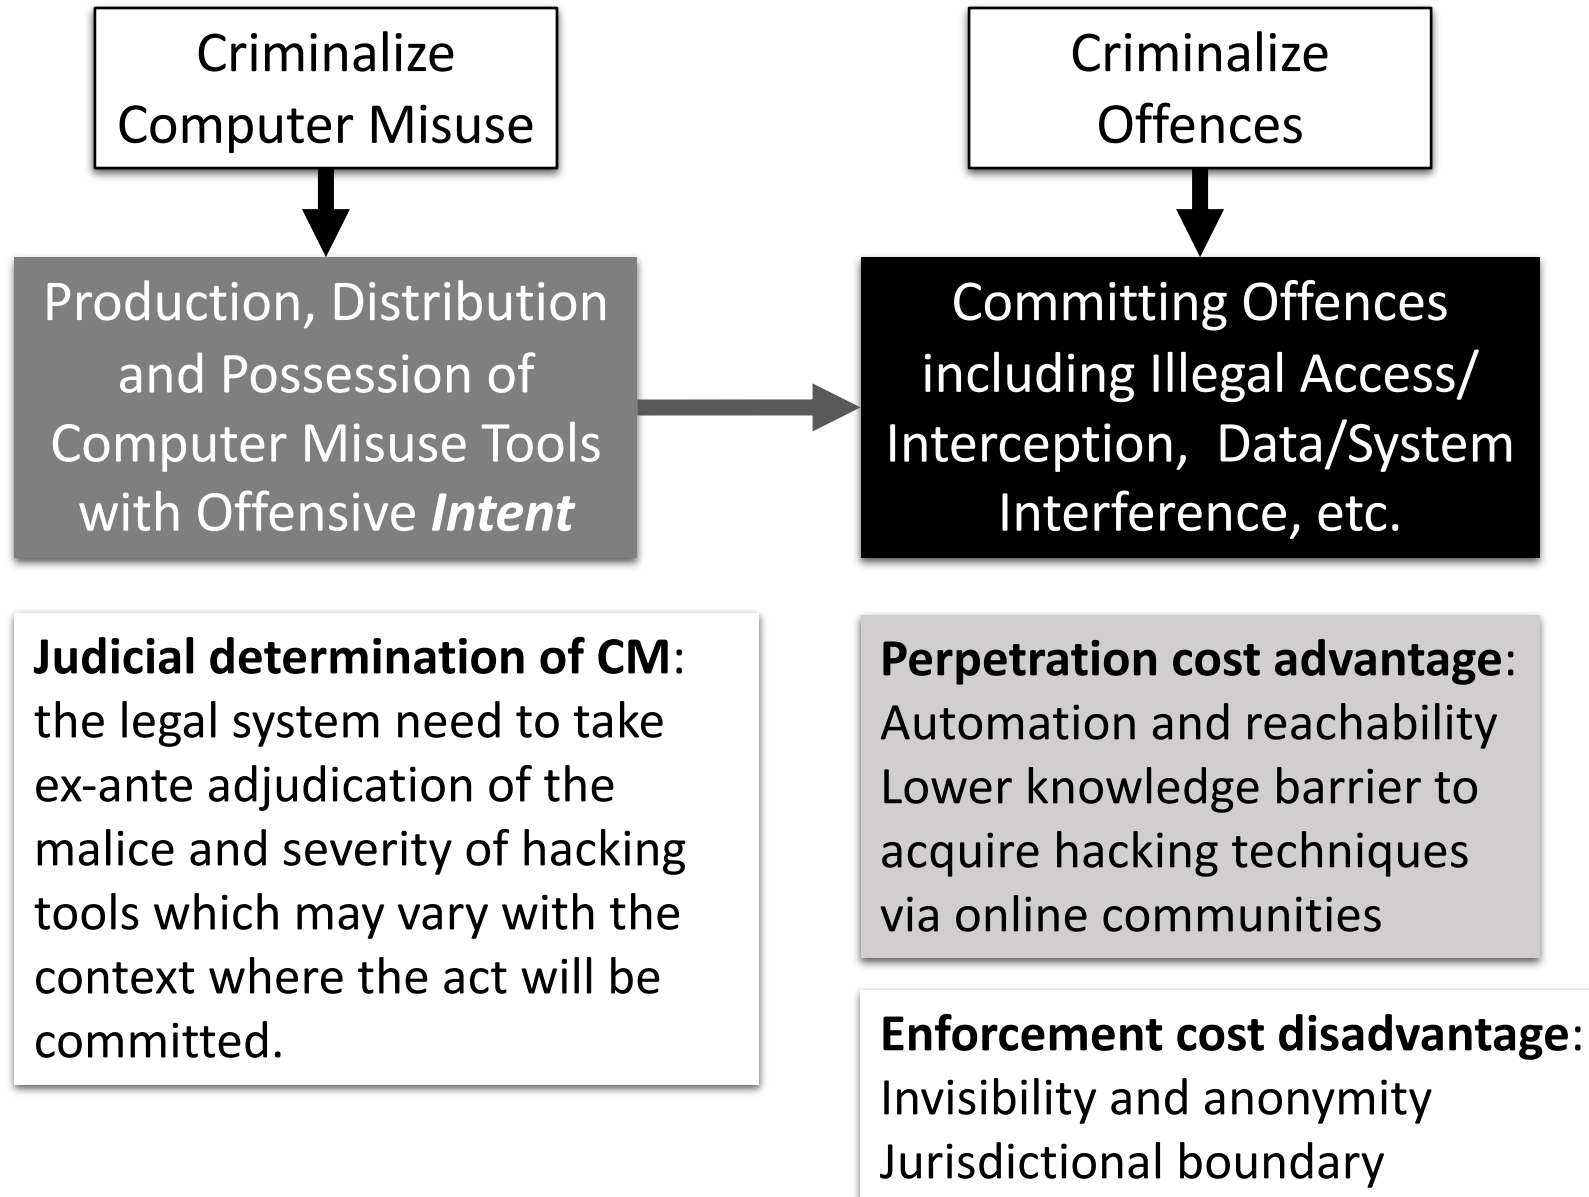 Criminalize
Computer Misuse
Criminalize
Offences
Production, Distribution
and Possession of
Computer Misuse Tools
with Offensive Intent
Committing Offences
including Illegal Access/
Interception,  Data/System
Interference, etc.
Judicial determination of CM:
the legal system need to take
ex-ante adjudication of the
malice and severity of hacking
tools which may vary with the
context where the act will be
committed.
Perpetration cost advantage:
Automation and reachability
Lower knowledge barrier to
acquire hacking techniques
via online communities
Enforcement cost disadvantage:
Invisibility and anonymity
Jurisdictional boundary